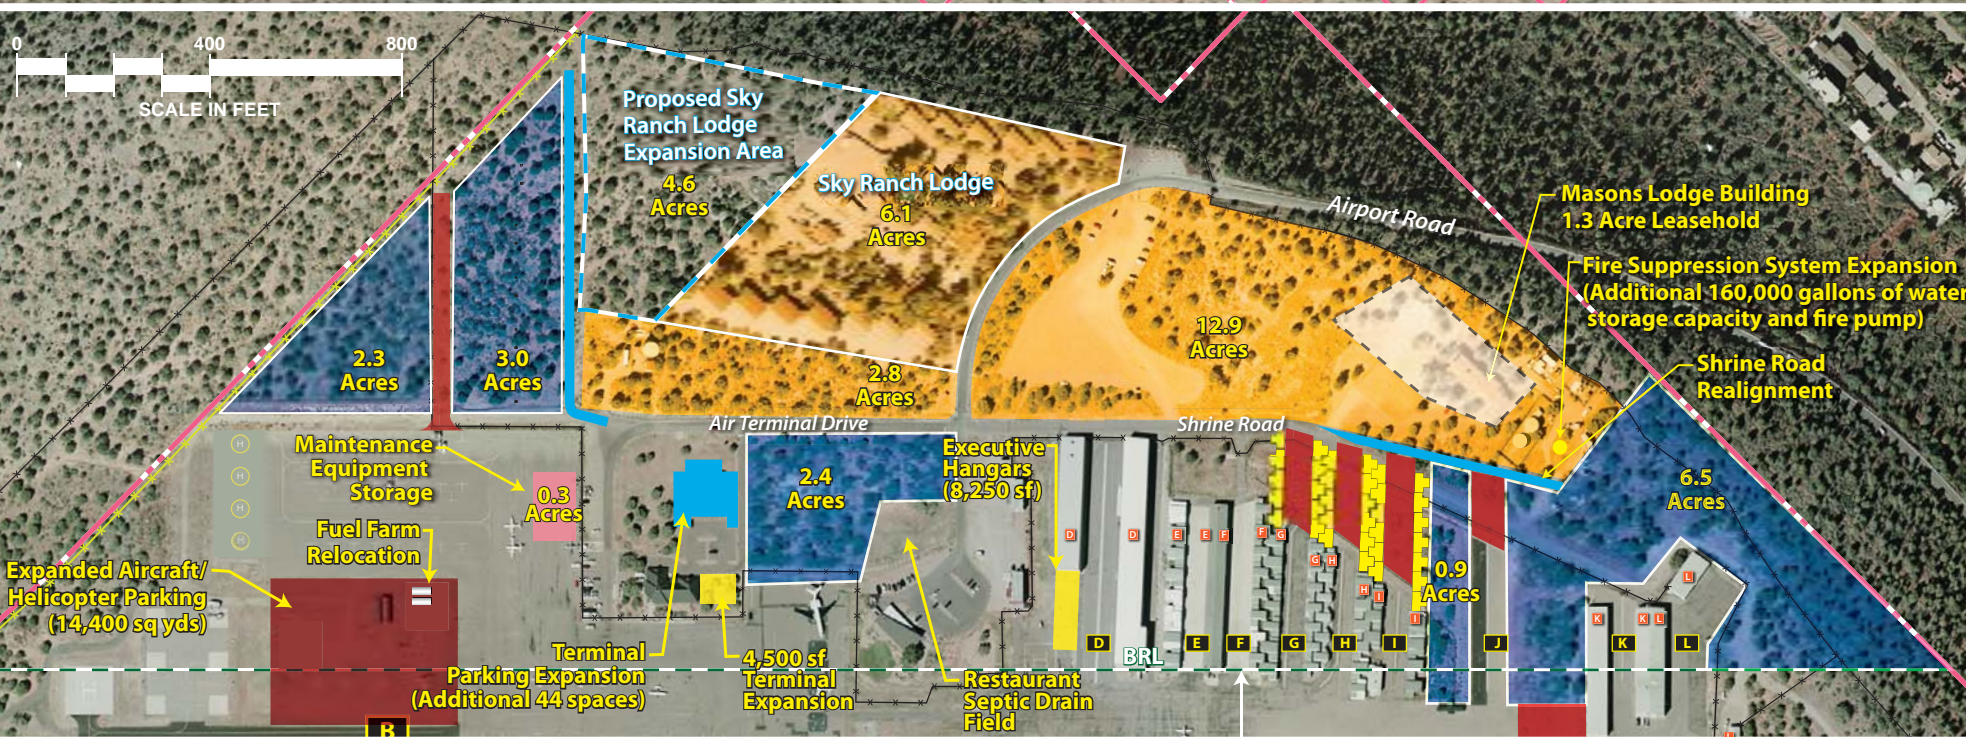 0 400 800
SCALE IN FEET
Proposed Sky
Ranch Lodge
Expansion Area
4.6
Acres
Sky Ranch Lodge
6.1
Acres
Airport Road
Masons Lodge Building
1.3 Acre Leasehold
Fire Suppression System Expansion
(Additional 160,000 gallons of water
storage capacity and fire pump)
Shrine Road
Realignment
12.9
Acres
2.3
Acres
3.0
Acres
2.8
Acres
Air Terminal Drive
Shrine Road
H
H
H
H
Maintenance
Equipment
Storage
0.3
Acres
2.4
Acres
Executive
Hangars
(8,250 sf)
6.5
Acres
0.9
Acres
Fuel Farm
Relocation
Expanded Aircraft/
Helicopter Parking
(14,400 sq yds)
D D E E F F G
G H
H I
I
L
K K L
L
D E F G H I J K L
BRL
Terminal
Parking Expansion
(Additional 44 spaces)
4,500 sf
Terminal
Expansion
Restaurant
Septic Drain
Field
B